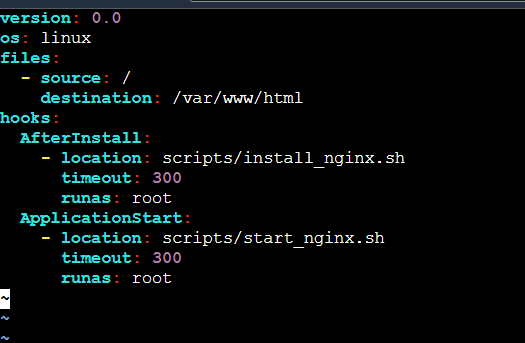 version: 0.0
os: linux
files:
  - source: /
    destination: /var/www/html
hooks:
  AfterInstall:
    - location: scripts/install_nginx.sh
      timeout: 300
      runas: root
  ApplicationStart:
    - location: scripts/start_nginx.sh
      timeout: 300
      runas: root
~
~
~